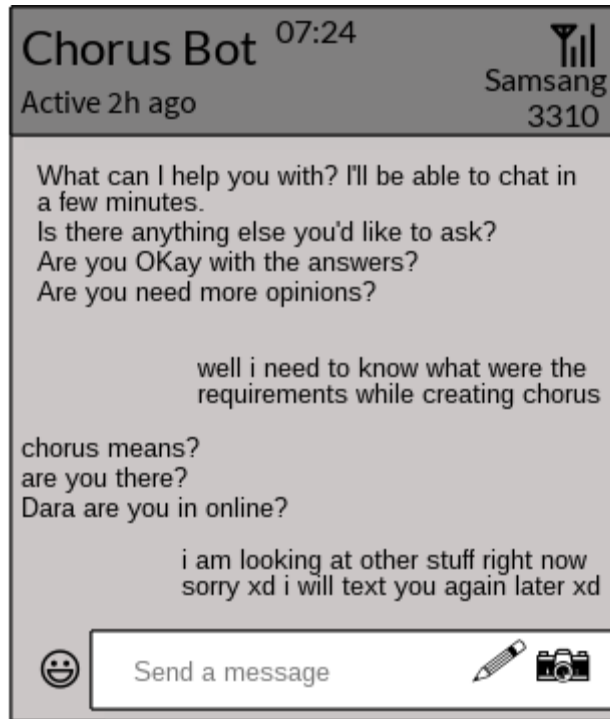 Chorus Bot 07:24
Active 2h ago
Samsang
3310
What can I help you with? I'll be able to chat in
a few minutes.
Is there anything else you'd like to ask?
Are you OKay with the answers?
Are you need more opinions?
well i need to know what were the
requirements while creating chorus
chorus means?
are you there?
Dara are you in online?
i am looking at other stuff right now
sorry xd i will text you again later xd
Send a message